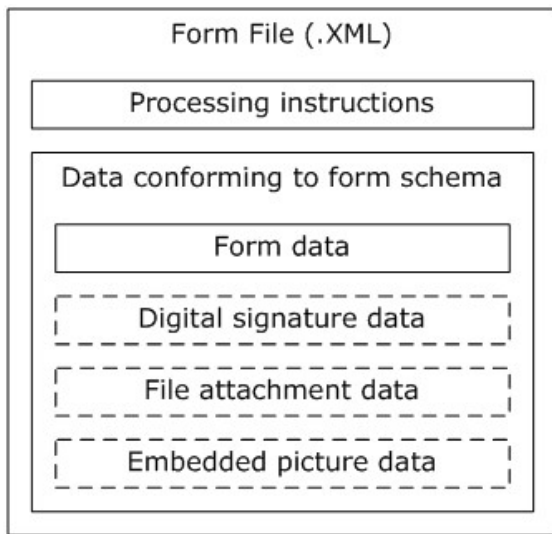 Form File (.XML)
Processing instructions
Data conforming to form schema
Form data
Digital signature data
File attachment data
Embedded picture data